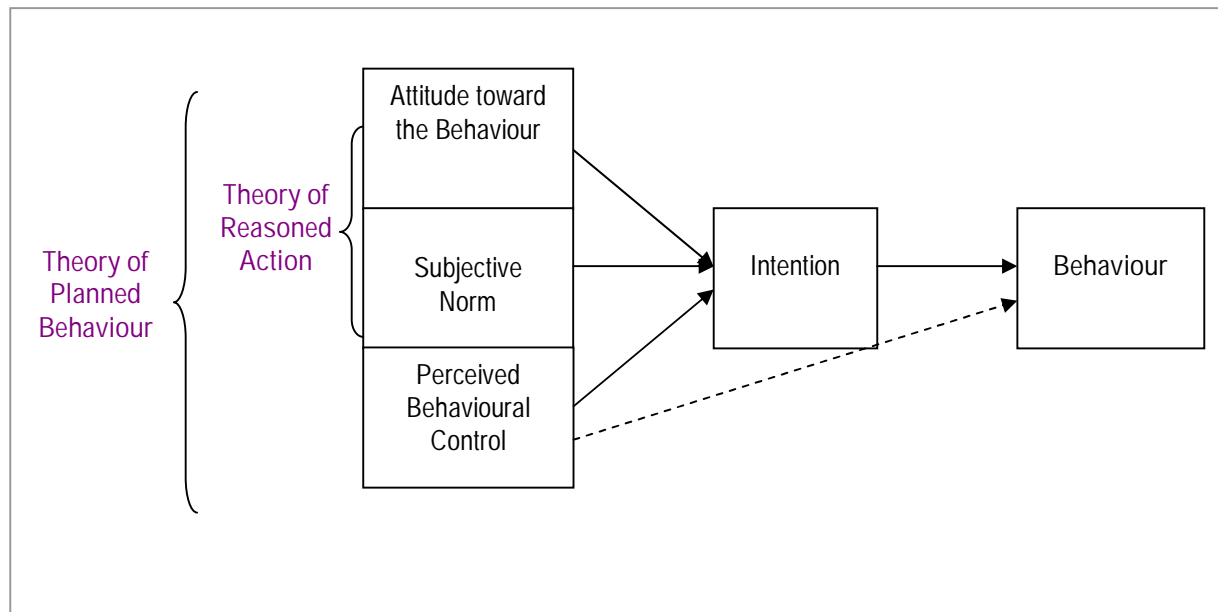 Theory of
Planned
Behaviour
Theory of
Reasoned
Action
Attitude toward
the Behaviour
Subjective
Norm
Perceived
Behavioural
Control
Intention
Behaviour